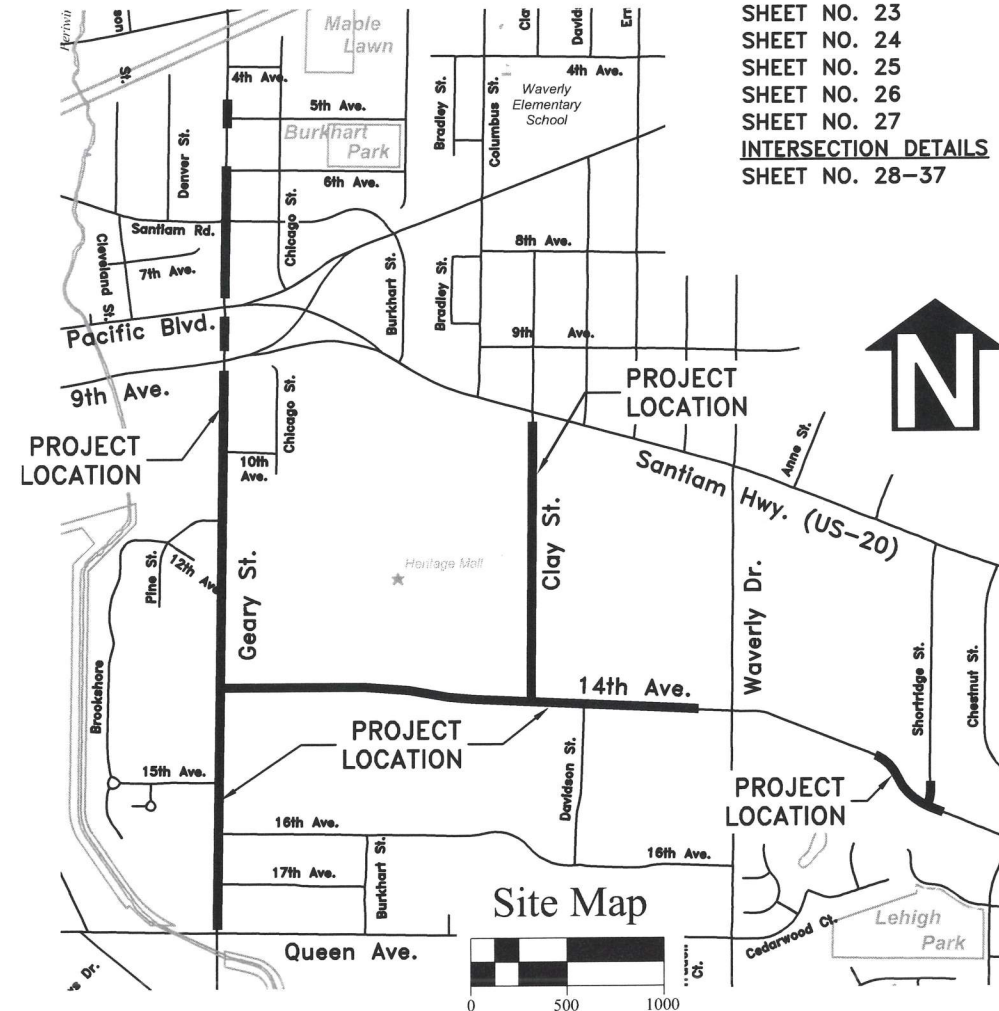 SHEET NO. 23
SHEET NO. 24
SHEET NO. 25
SHEET NO. 26
SHEET NO. 27
INTERSECTION DETAILS
SHEET NO. 28-37
Maple
Lawn
4th Ave.
5th Ave.
Burkhart
Park
6th Ave.
Denver St.
St.
Santiam Rd.
7th Ave.
Cleveland St.
Chicago St.
Pacific Blvd.
9th Ave.
Burkhart St.
Bradley St.
Columbus St.
4th Ave.
Waverly
Elementary
School
8th Ave.
Bradley St.
9th Ave.
N
PROJECT
LOCATION
PROJECT
LOCATION
Chicago St.
10th
Ave.
Santiam Hwy. (US-20)
Anne St.
Pine St.
12th Ave
Geary St.
Heritage Mall
Clay St.
Waverly Dr.
Shortridge St.
Chestnut St.
Brookshore
14th Ave.
PROJECT
LOCATION
15th Ave.
Davidson St.
PROJECT
LOCATION
16th Ave.
16th Ave.
17th Ave.
Burkhart St.
Queen Ave.
Site Map
0 500 1000
Ct.
Cedarwood Ct.
Lehigh
Park
Dr.